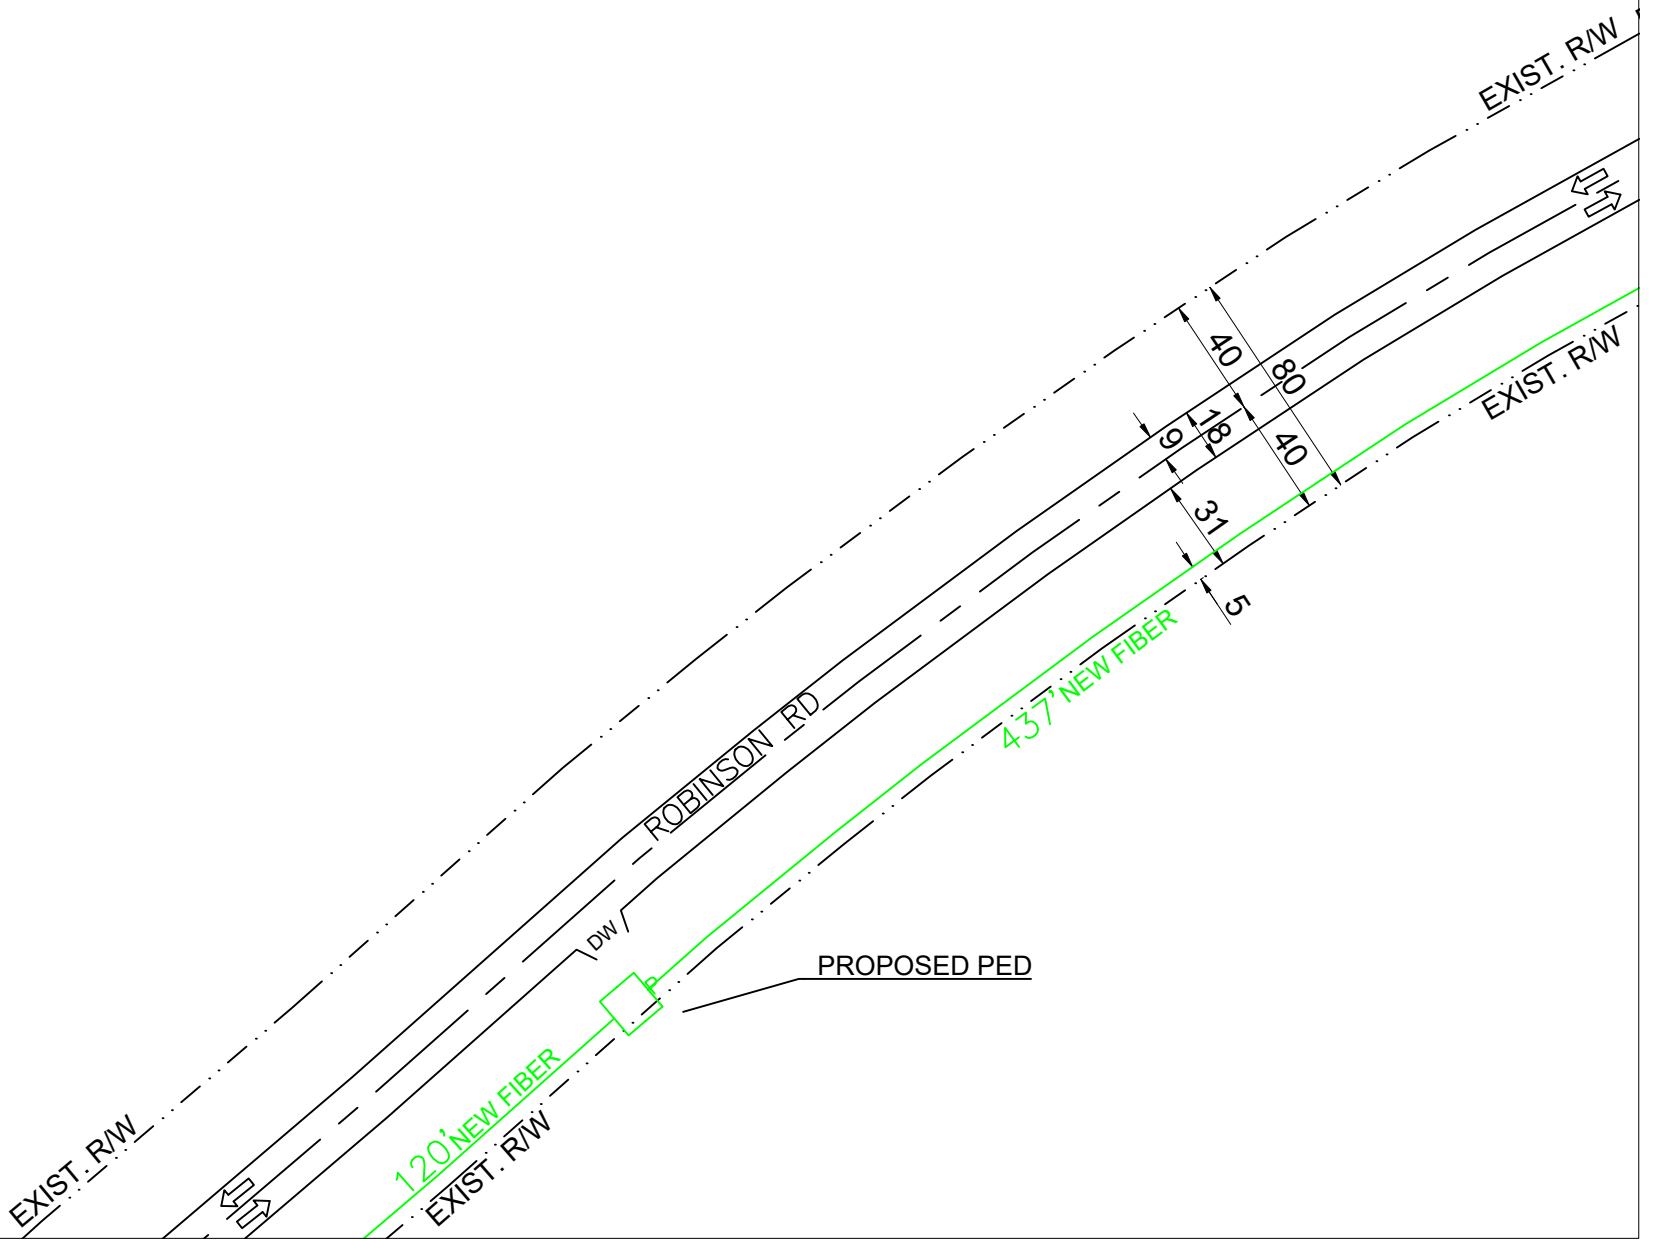 EXIST. R/W
EXIST. R/W
40
80
18
9
40
31
5
437' NEW FIBER
ROBINSON RD
DW
P
PROPOSED PED
120' NEW FIBER
EXIST. R/W
EXIST. R/W